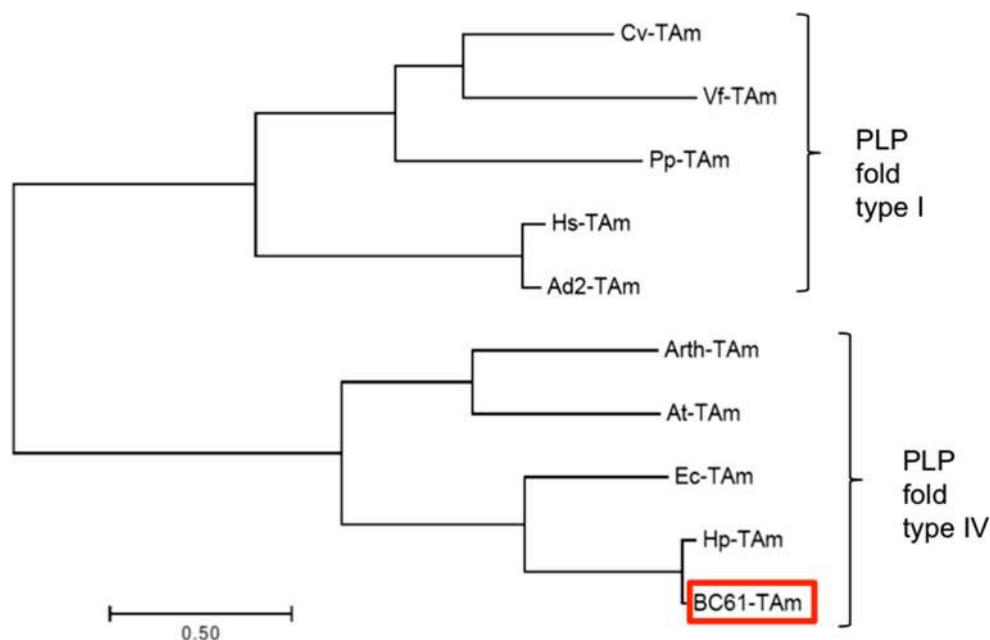 Cv-TAm
Vf-TAm
Pp-TAm
Hs-TAm
Ad2-TAm
PLP
fold
type I
Arth-TAm
At-TAm
Ec-TAm
Hp-TAm
BC61-TAm
PLP
fold
type IV
0.50